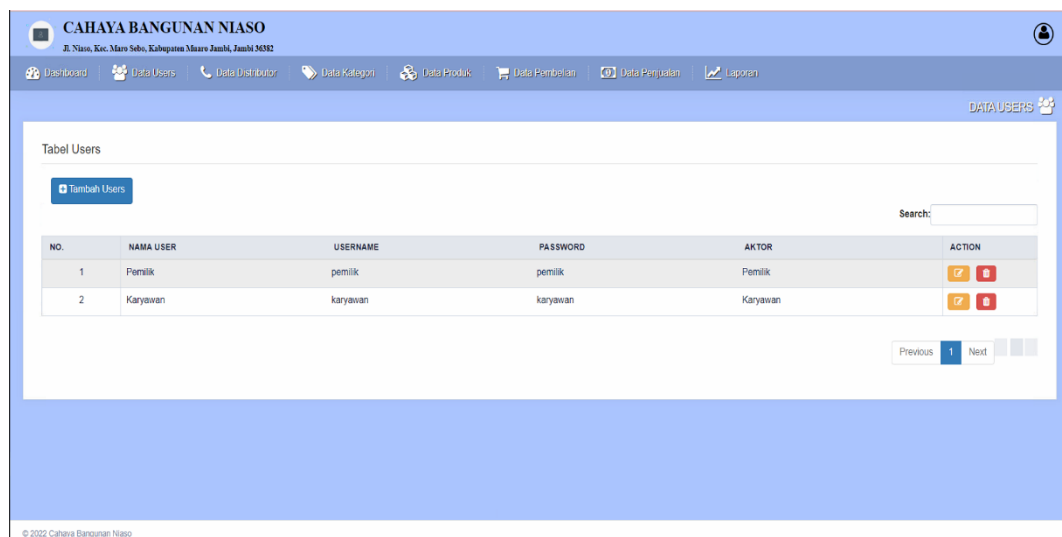 CAHAYA BANGUNAN NIASO
Jl. Niaso, Kec. Maro Sebo, Kabupaten Muaro Jambi, Jambi 36382
Dashboard Data Users Data Distributor Data Kategori Data Produk Data Pembelian Data Penjualan Laporan
DATA USERS
Tabel Users
Tambah Users
Search:
NO. NAMA USER USERNAME PASSWORD AKTOR ACTION
1 Pemilik pemilik pemilik Pemilik
2 Karyawan karyawan karyawan Karyawan
Previous 1 Next
© 2022 Cahaya Bangunan Niaso